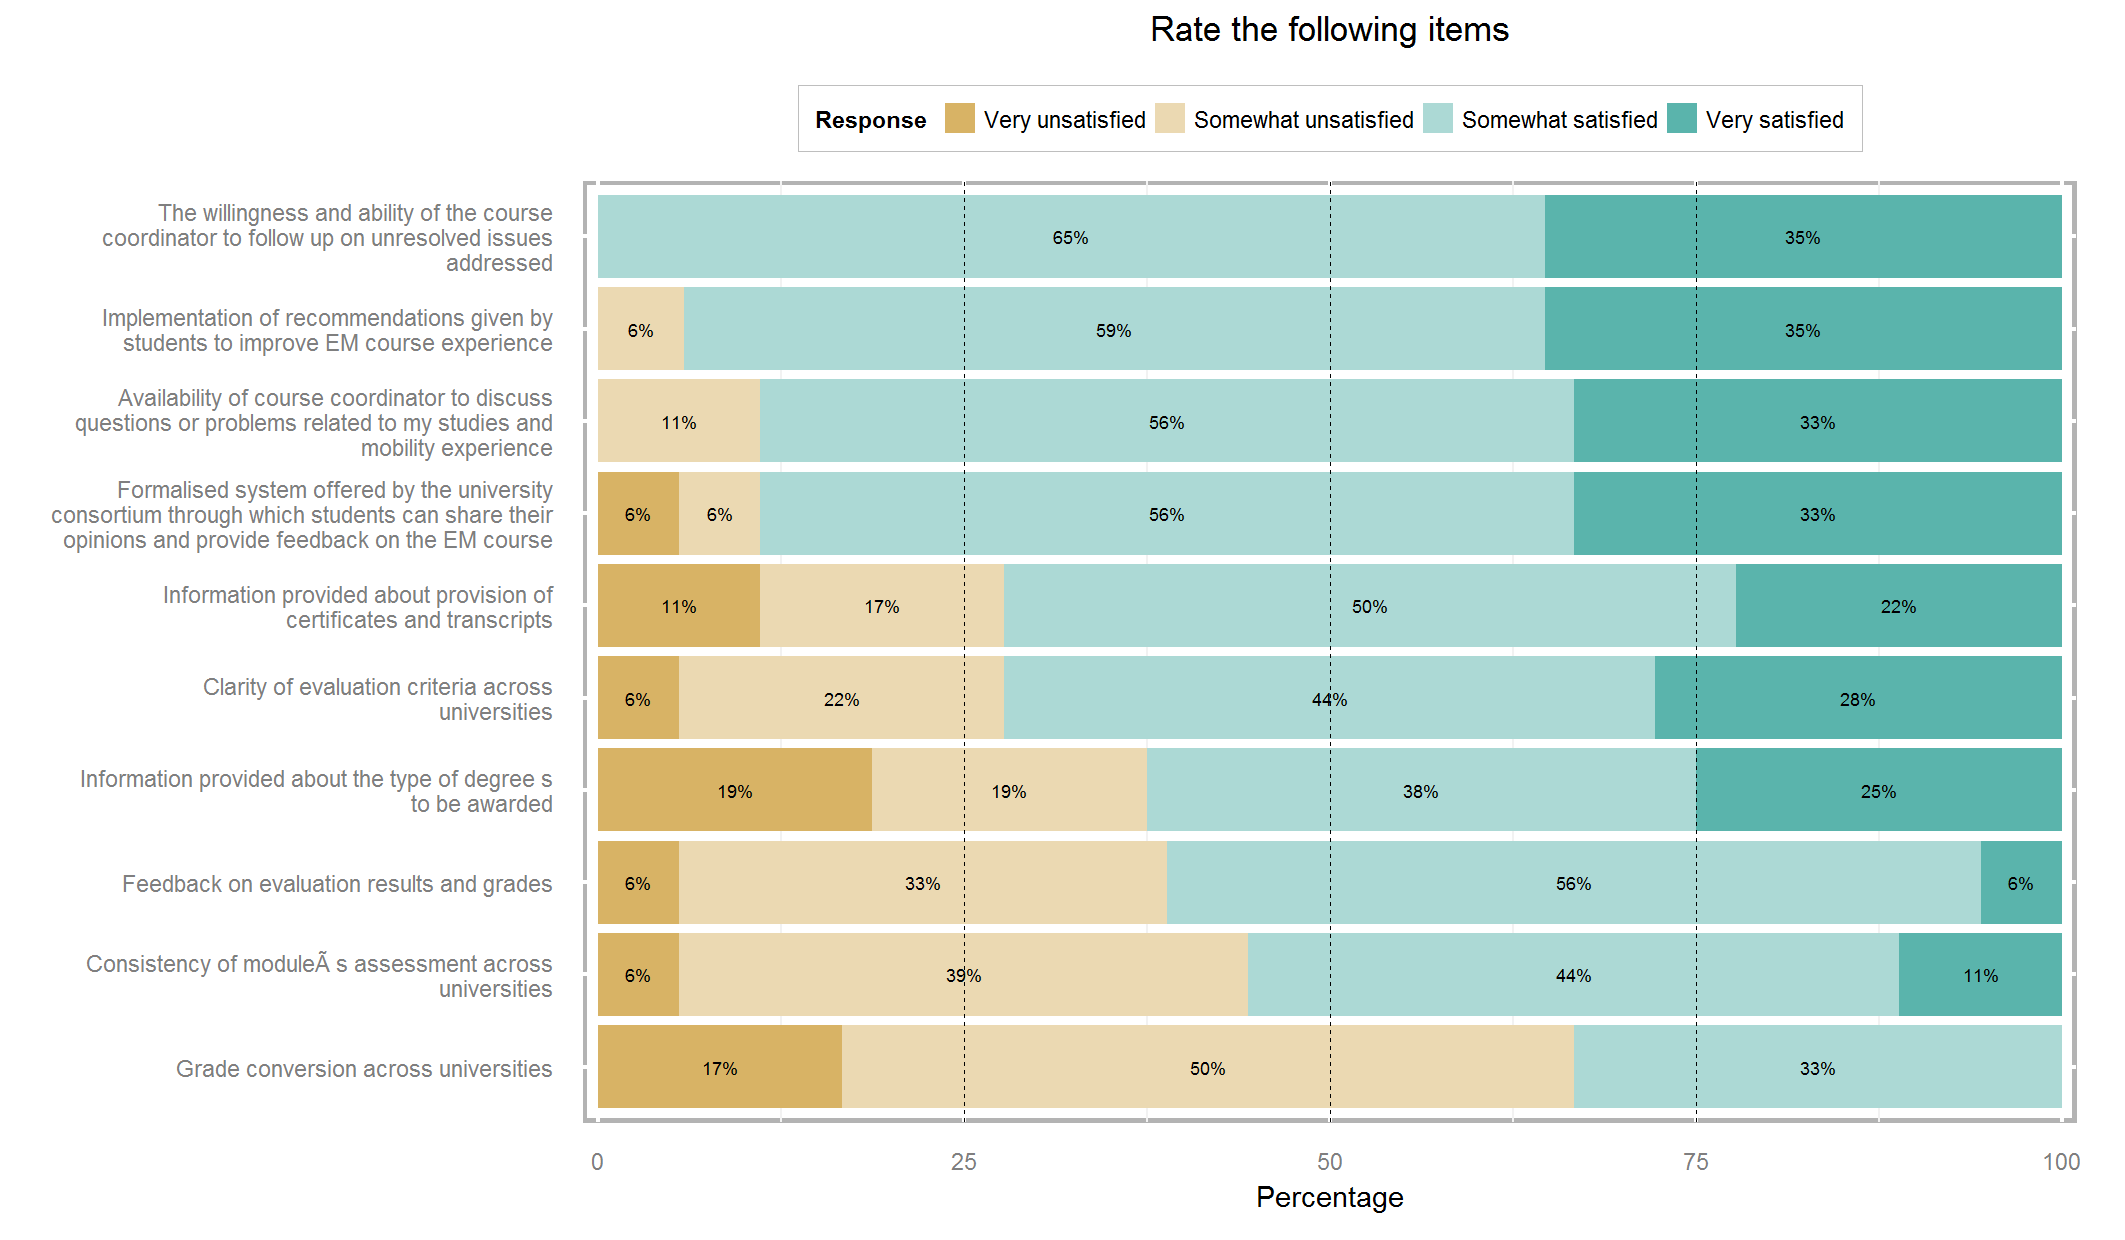 Rate the following items
Response Very unsatisfied Somewhat unsatisfied Somewhat satisfied Very satisfied
The willingness and ability of the course
coordinator to follow up on unresolved issues
addressed
65% 35%
Implementation of recommendations given by
students to improve EM course experience
6% 59% 35%
Availability of course coordinator to discuss
questions or problems related to my studies and
mobility experience
11% 56% 33%
Formalised system offered by the university
consortium through which students can share their
opinions and provide feedback on the EM course
6% 6% 56% 33%
Information provided about provision of
certificates and transcripts
11% 17% 50% 22%
Clarity of evaluation criteria across
universities
6% 22% 44% 28%
Information provided about the type of degree s
to be awarded
19% 19% 38% 25%
Feedback on evaluation results and grades
6% 33% 56% 6%
Consistency of moduleÃ s assessment across
universities
6% 39% 44% 11%
Grade conversion across universities
17% 50% 33%
0 25 50 75 100
Percentage